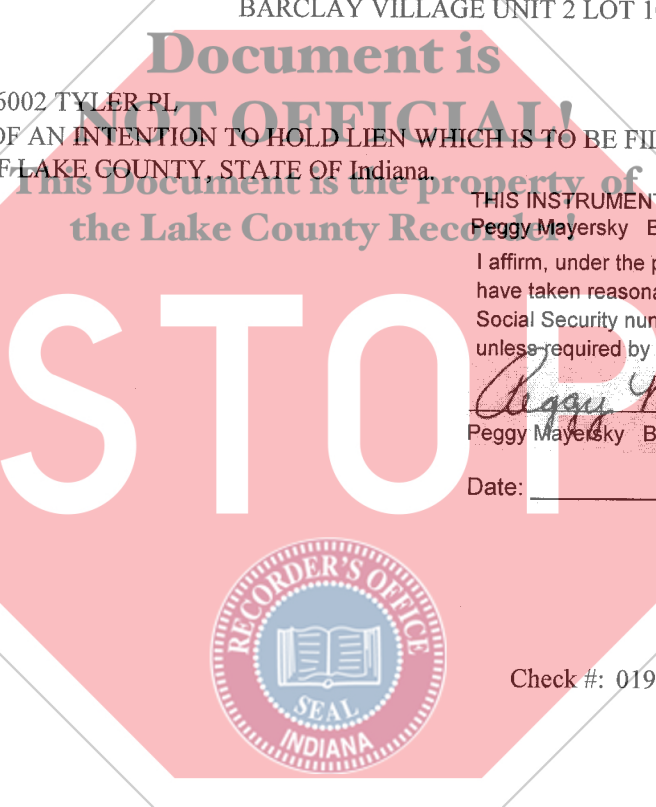 BARCLAY VILLAGE UNIT 2 LOT
Document is
6002 TYLER PL
NOT OFFICIAL!
OF AN INTENTION TO HOLD LIEN WHICH IS TO BE FIL
F LAKE COUNTY, STATE OF Indiana.
This Document is the property of
THIS INSTRUMENT
the Lake County Recorder!
Peggy Mayersky B
I affirm, under the p
have taken reasona
Social Security num
unless required by
STOP
Peggy
Peggy Mayersky B
Date:
RECORDER'S OFFICE
SEAL
INDIANA
Check #: 019